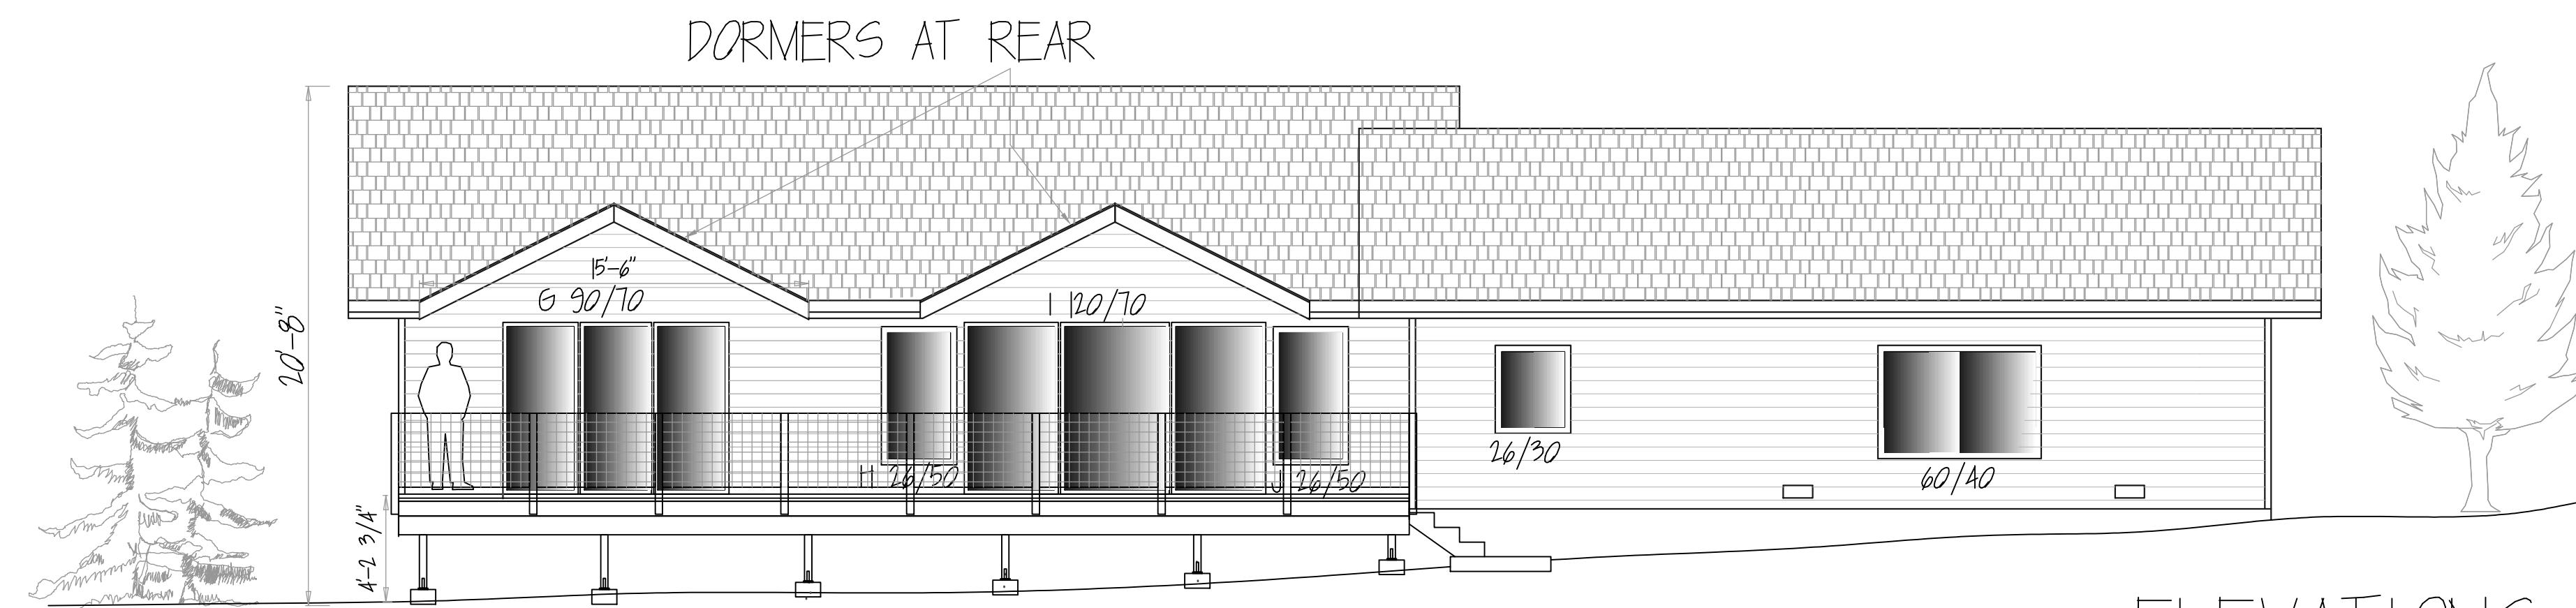 DORMERS AT REAR
20'-8"
15'-6"
G 90/70
I 120/70
H 26/50
J 26/50
26/30
60/40
4'-2 3/4"
ELEVATIONS